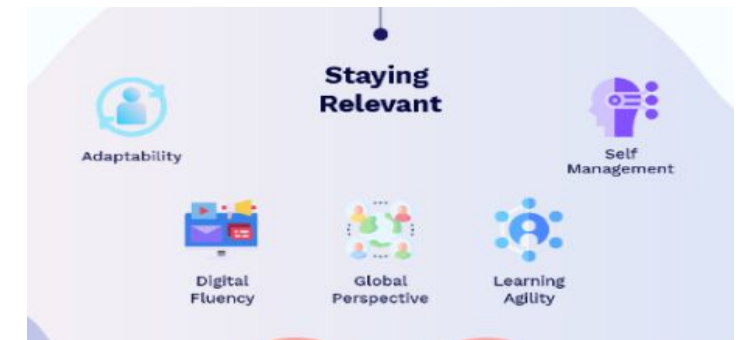 Staying
Relevant
Adaptability
Self
Management
Digital
Fluency
Global
Perspective
Learning
Agility